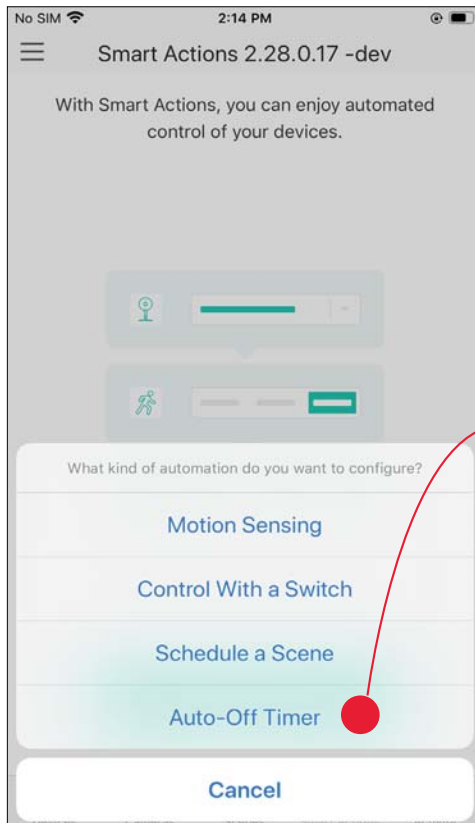 No SIM 2:14 PM
Smart Actions 2.28.0.17 -dev
With Smart Actions, you can enjoy automated
control of your devices.
What kind of automation do you want to configure?
Motion Sensing
Control With a Switch
Schedule a Scene
Auto-Off Timer
Cancel